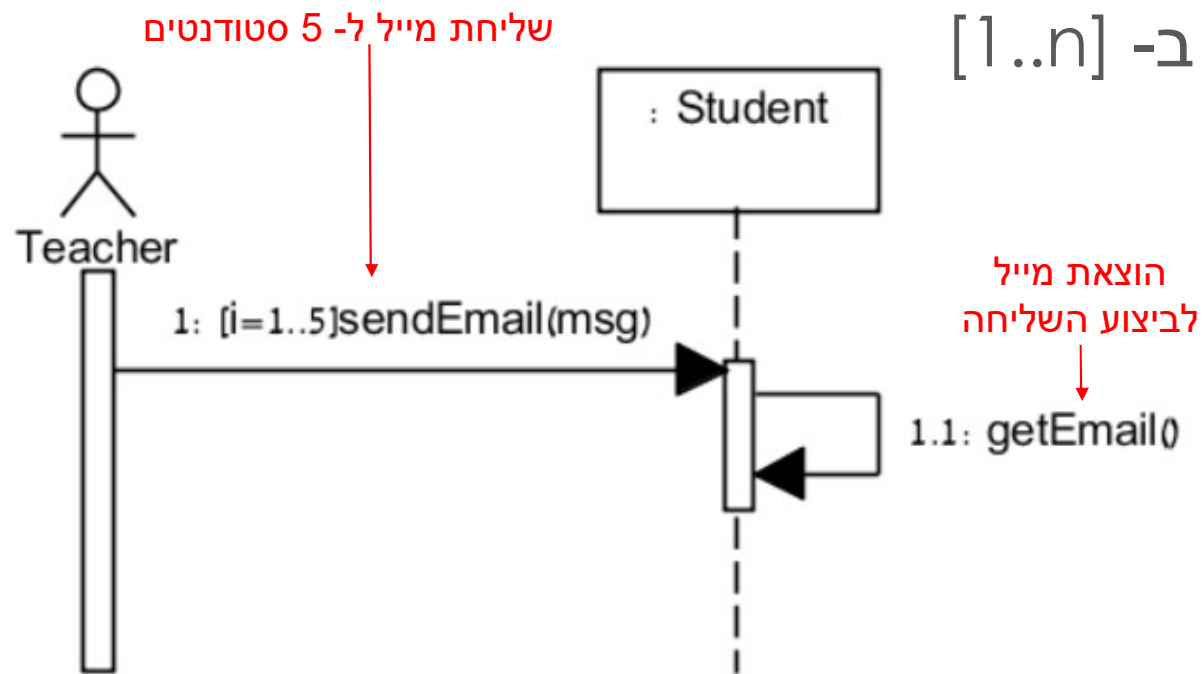 ב- [1..n]
שליחת מייל ל- 5 סטודנטים
: Student
Teacher
1: [i=1..5]sendEmail(msg)
הוצאת מייל
לביצוע השליחה
1.1: getEmail()